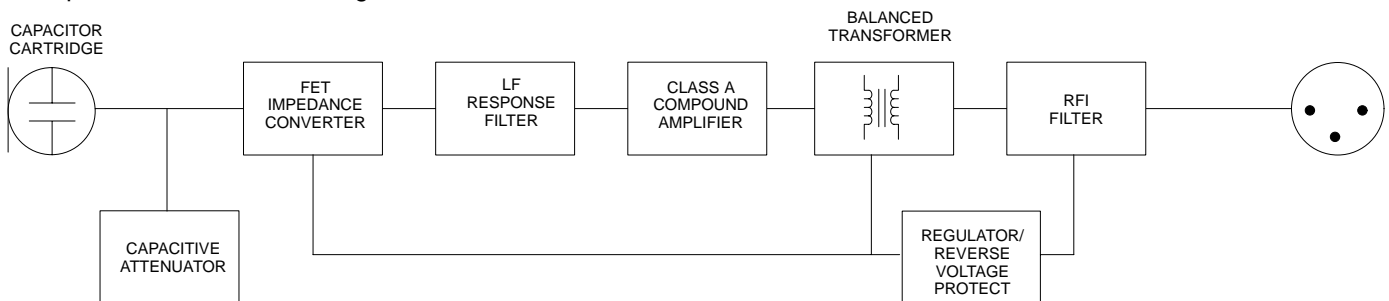 CAPACITOR
CARTRIDGE
BALANCED
TRANSFORMER
FET
IMPEDANCE
CONVERTER
LF
RESPONSE
FILTER
CLASS A
COMPOUND
AMPLIFIER
RFI
FILTER
CAPACITIVE
ATTENUATOR
REGULATOR/
REVERSE
VOLTAGE
PROTECT